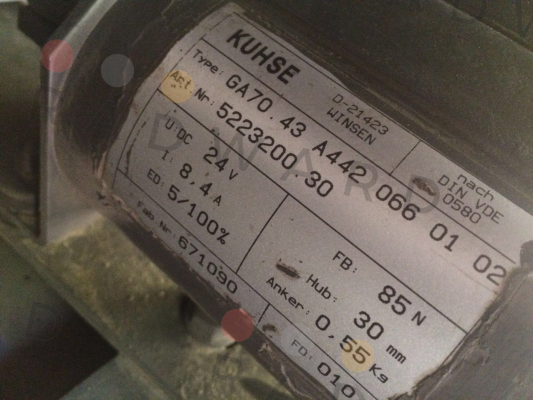 KUHSE
D-21423
WINSEN
nach
DIN VDE
0580
Type: GA70.43 A442 066 01 02
Art. Nr: 5223200.30
U DC 24 V
I: 8,4 A
ED: 5/100%
Fab.Nr: 671090
FB: 85 N
Hub: 30 mm
Anker: 0,55 Kg
FD: 010
DWARD